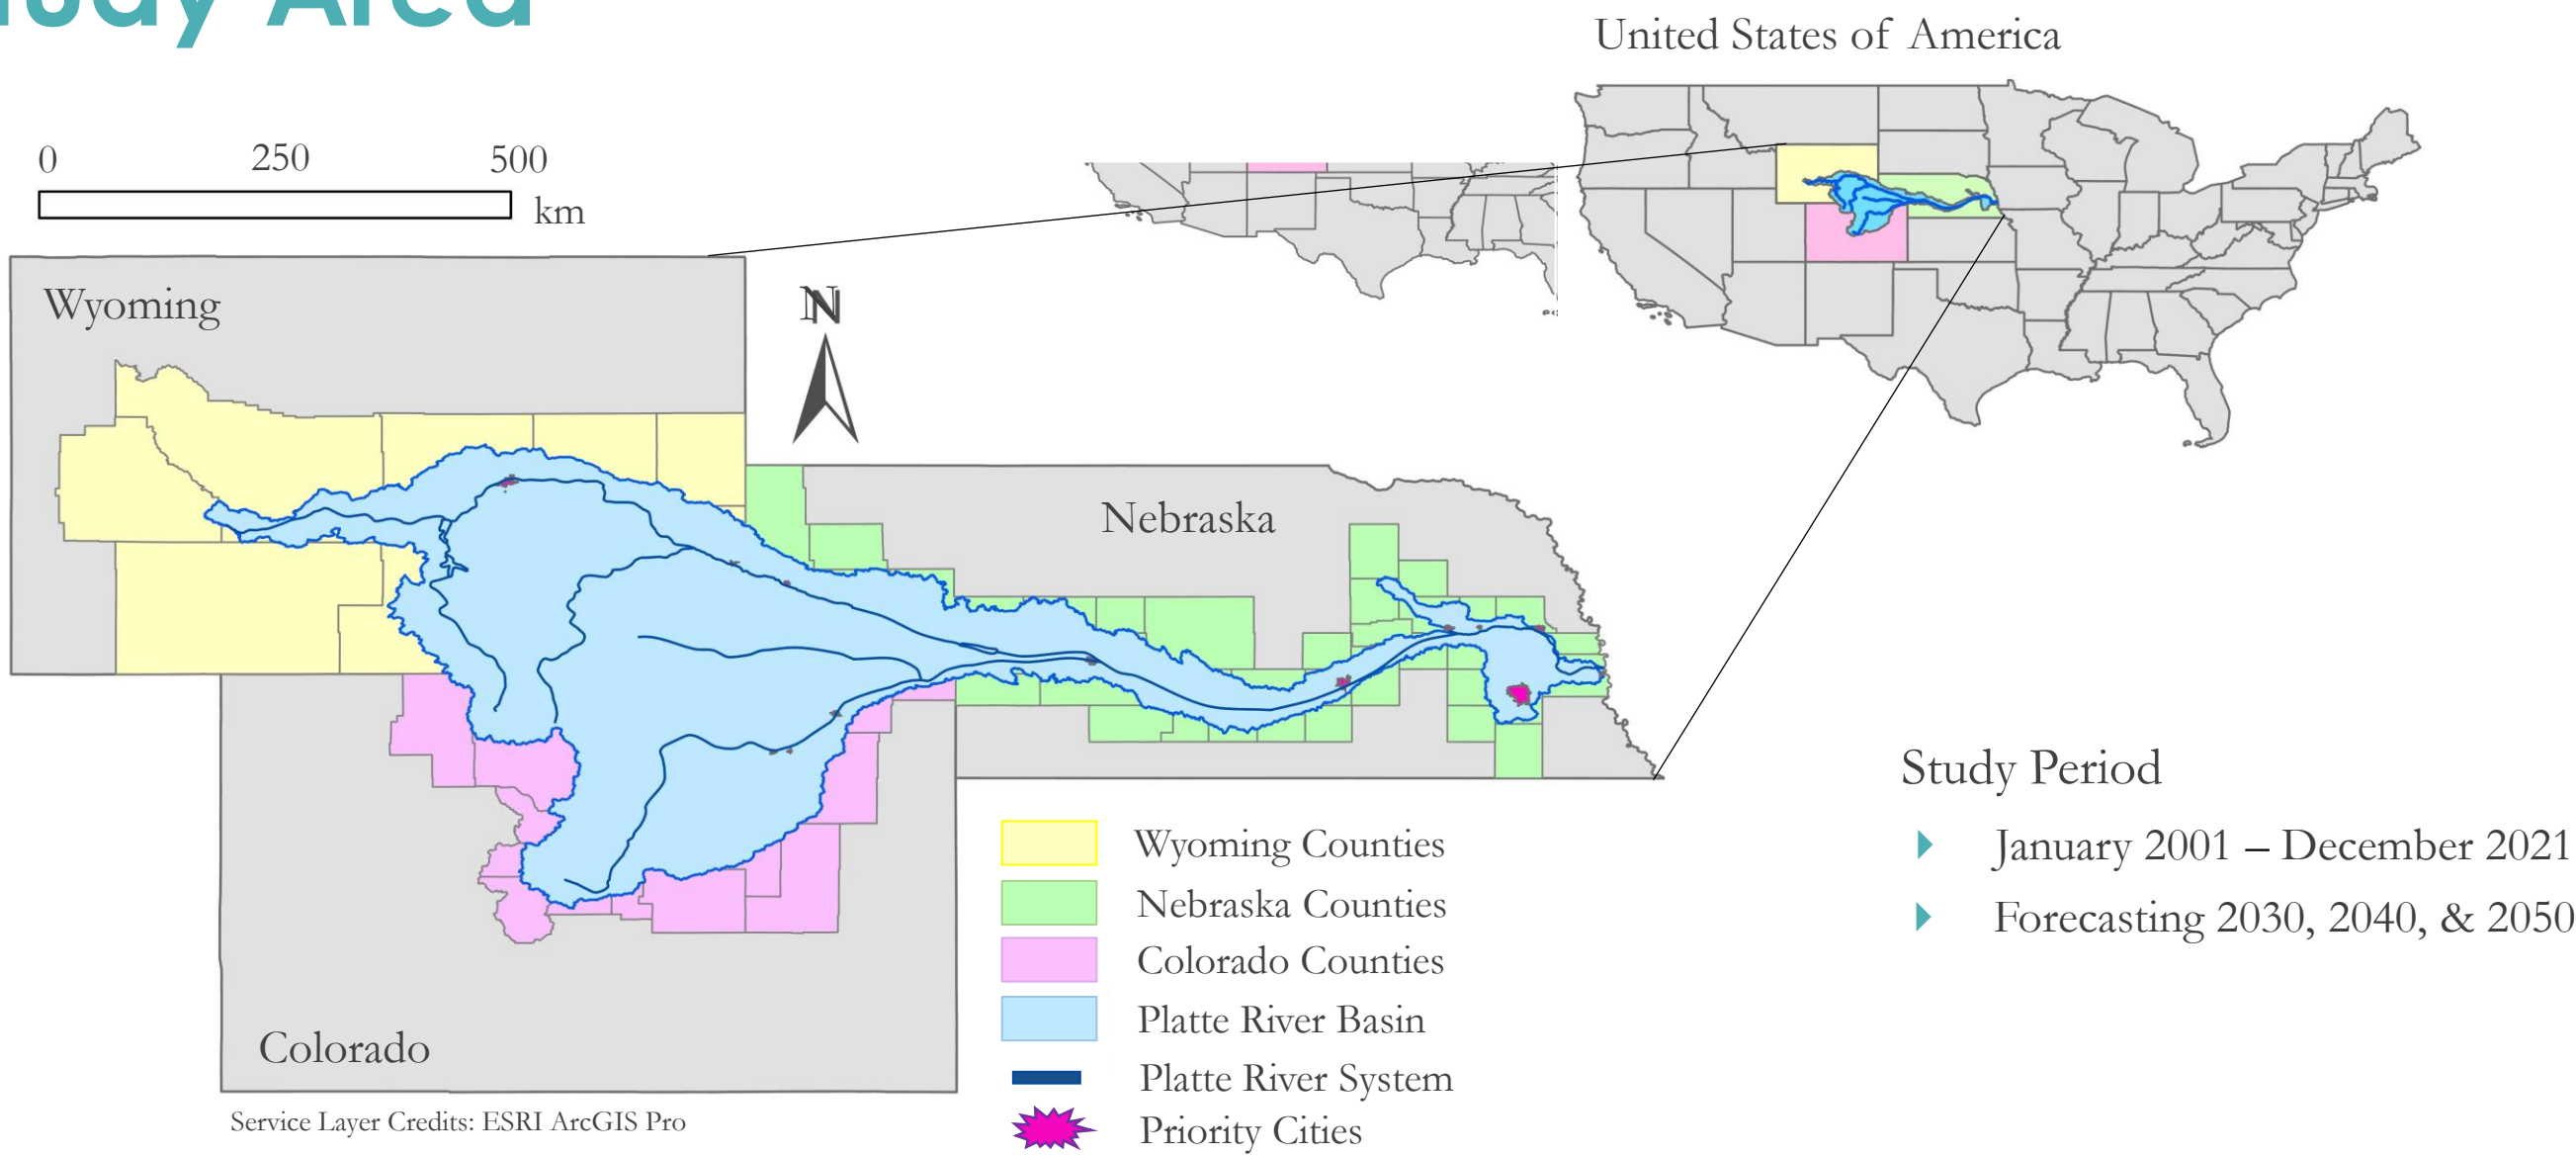 Area
United States of America
0 250 500
km
Wyoming
N
Nebraska
Colorado
Service Layer Credits: ESRI ArcGIS Pro
Wyoming Counties
Nebraska Counties
Colorado Counties
Platte River Basin
Platte River System
Priority Cities
Study Period
January 2001 – December 2021
Forecasting 2030, 2040, & 2050